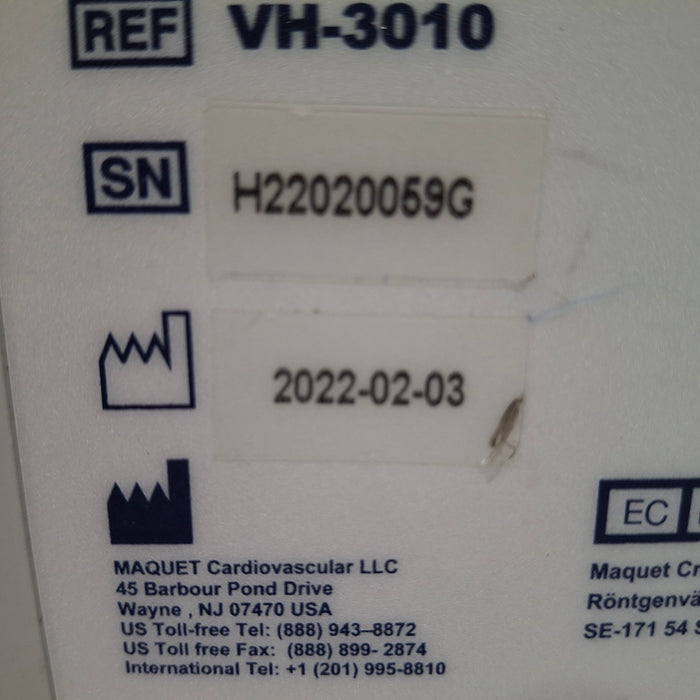 REF VH-3010
SN H22020059G
2022-02-03
MAQUET Cardiovascular LLC
45 Barbour Pond Drive
Wayne , NJ 07470 USA
US Toll-free Tel: (888) 943–8872
US Toll free Fax: (888) 899- 2874
International Tel: +1 (201) 995-8810
EC
Maquet Cr
Röntgenvä
SE-171 54 S